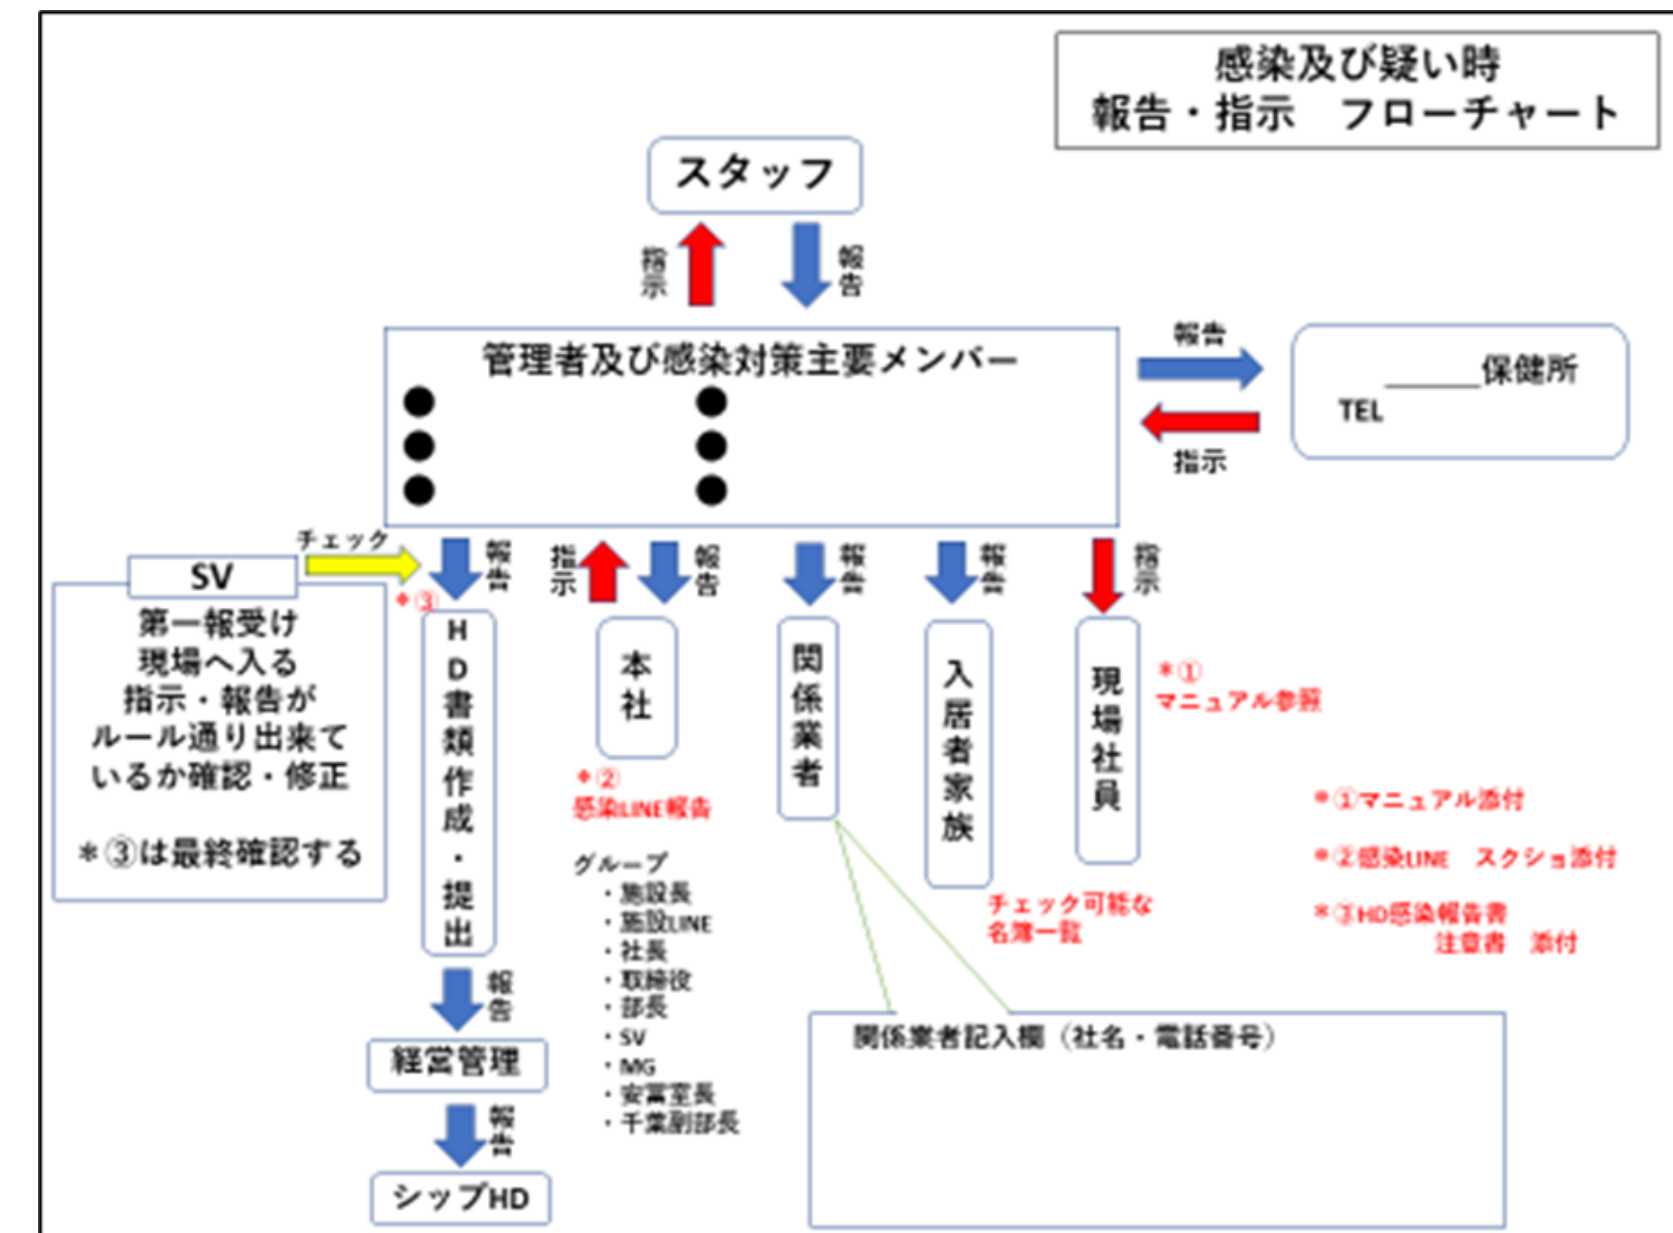 感染及び疑い時
報告・指示　フローチャート
スタッフ
指示
報告
管理者及び感染対策主要メンバー
●
●
●
●
●
●
報告
指示
______保健所
TEL
チェック
SV
第一報受け
現場へ入る
指示・報告が
ルール通り出来て
いるか確認・修正
＊③は最終確認する
報告
＊③
HD書類作成・提出
報告
経営管理
報告
シップHD
指示
報告
本社
＊②
感染LINE報告
グループ
・施設長
・施設LINE
・社長
・取締役
・部長
・SV
・MG
・安冨室長
・千葉副部長
報告
関係業者
報告
入居者家族
チェック可能な
名簿一覧
指示
現場社員
＊①
マニュアル参照
＊①マニュアル添付
＊②感染LINE　スクショ添付
＊③HD感染報告書
注意書　添付
関係業者記入欄（社名・電話番号）